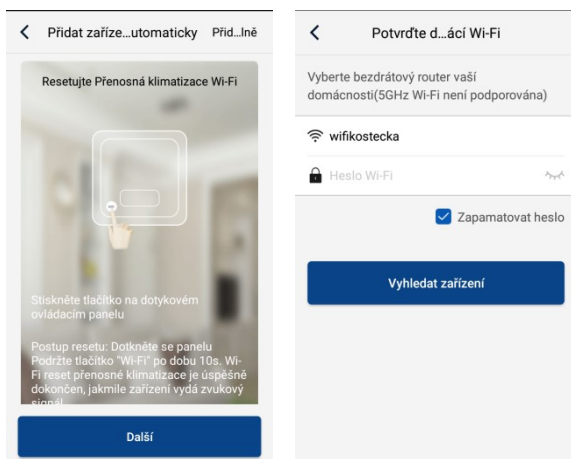 Přidat zaříze...utomaticky
Přid...lně
Resetujte Přenosná klimatizace Wi-Fi
Stiskněte tlačítko na dotykovém
ovládacím panelu
Postup resetu: Dotkněte se panelu
Podržte tlačítko "Wi-Fi" po dobu 10s. Wi-
Fi reset přenosné klimatizace je úspěšně
dokončen, jakmile zařízení vydá zvukový
signál
Další
Potvrďte d...ácí Wi-Fi
Vyberte bezdrátový router vaší
domácnosti(5GHz Wi-Fi není podporována)
wifikostecka
Heslo Wi-Fi
Zapamatovat heslo
Vyhledat zařízení